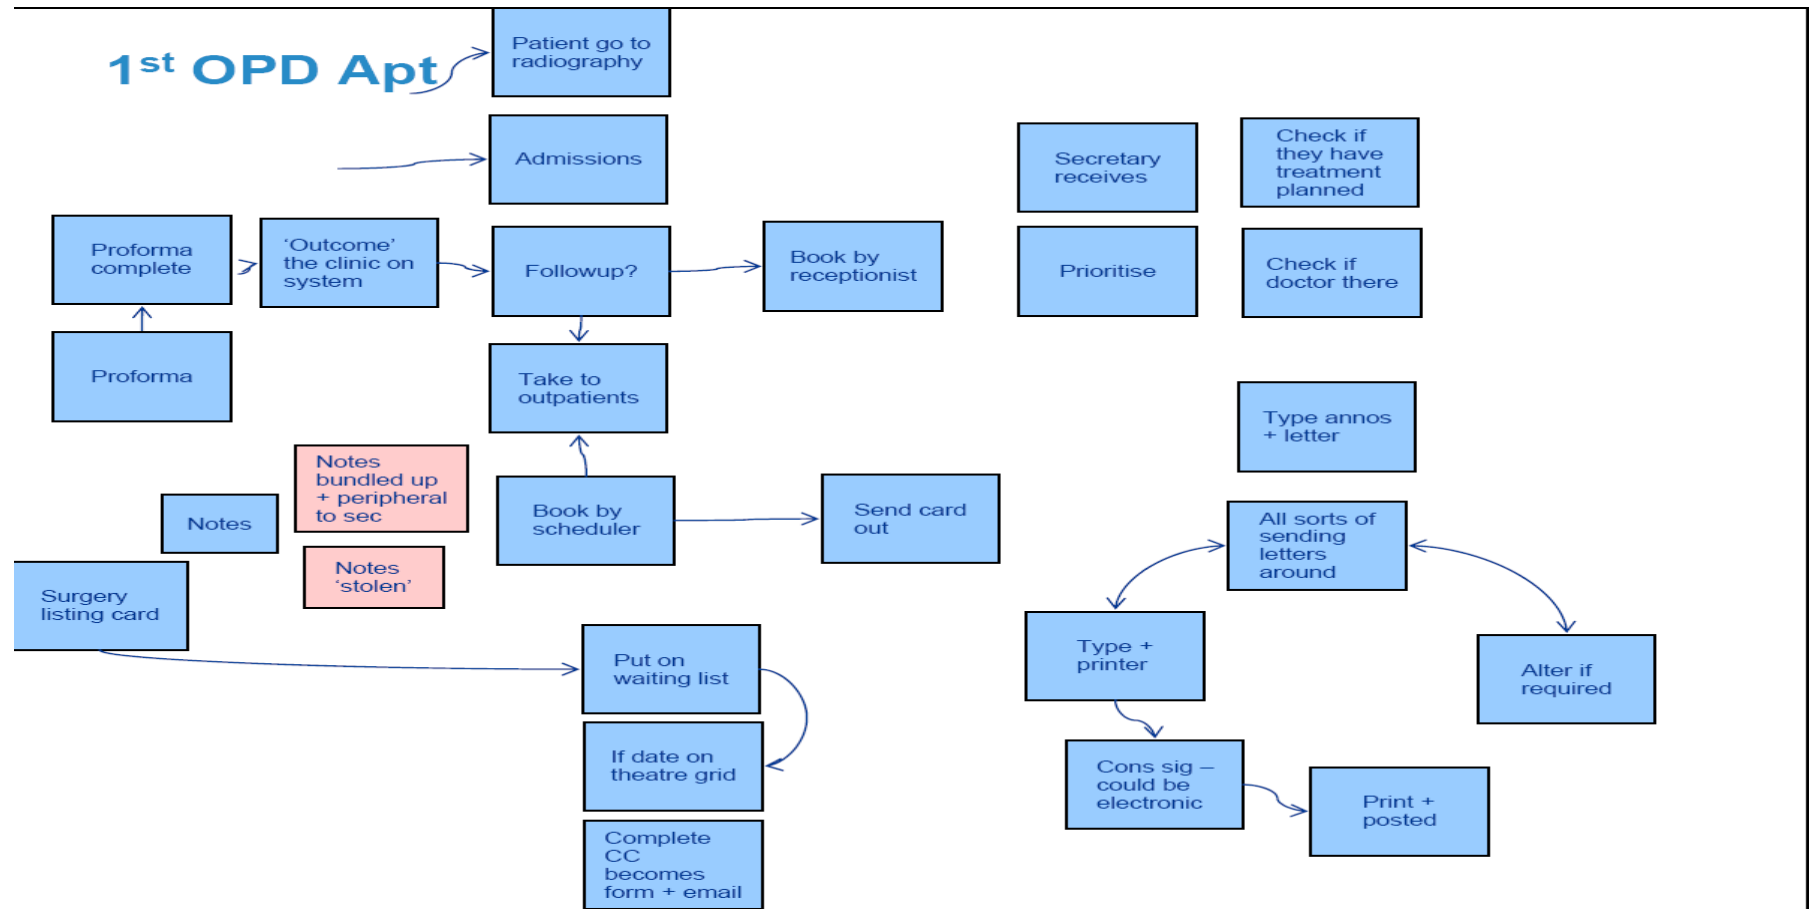 1st OPD Apt
Patient go to
radiography
Admissions
Secretary
receives
Check if
they have
treatment
planned
Proforma
complete
‘Outcome’
the clinic on
system
Followup?
Book by
receptionist
Prioritise
Check if
doctor there
Proforma
Take to
outpatients
Type annos
+ letter
Notes
bundled up
+ peripheral
to sec
Notes
Book by
scheduler
Send card
out
All sorts of
sending
letters
around
Notes
‘stolen’
Surgery
listing card
Put on
waiting list
Type +
printer
Alter if
required
If date on
theatre grid
Cons sig –
could be
electronic
Print +
posted
Complete
CC
becomes
form + email